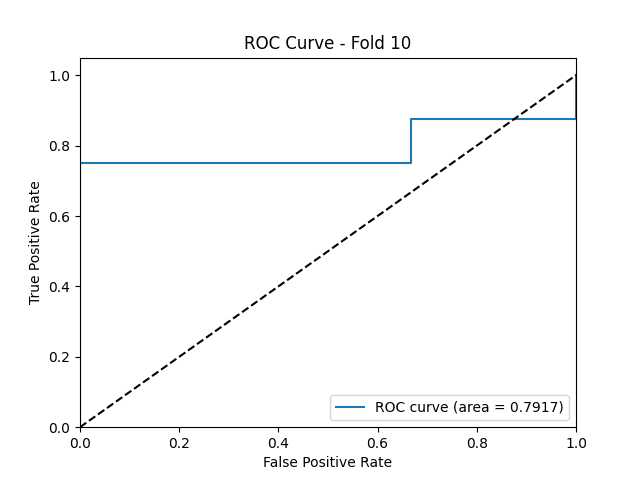 ROC Curve - Fold 10
True Positive Rate
1.0
0.8
0.6
0.4
0.2
0.0
ROC curve (area = 0.7917)
0.0 0.2 0.4 0.6 0.8 1.0
False Positive Rate